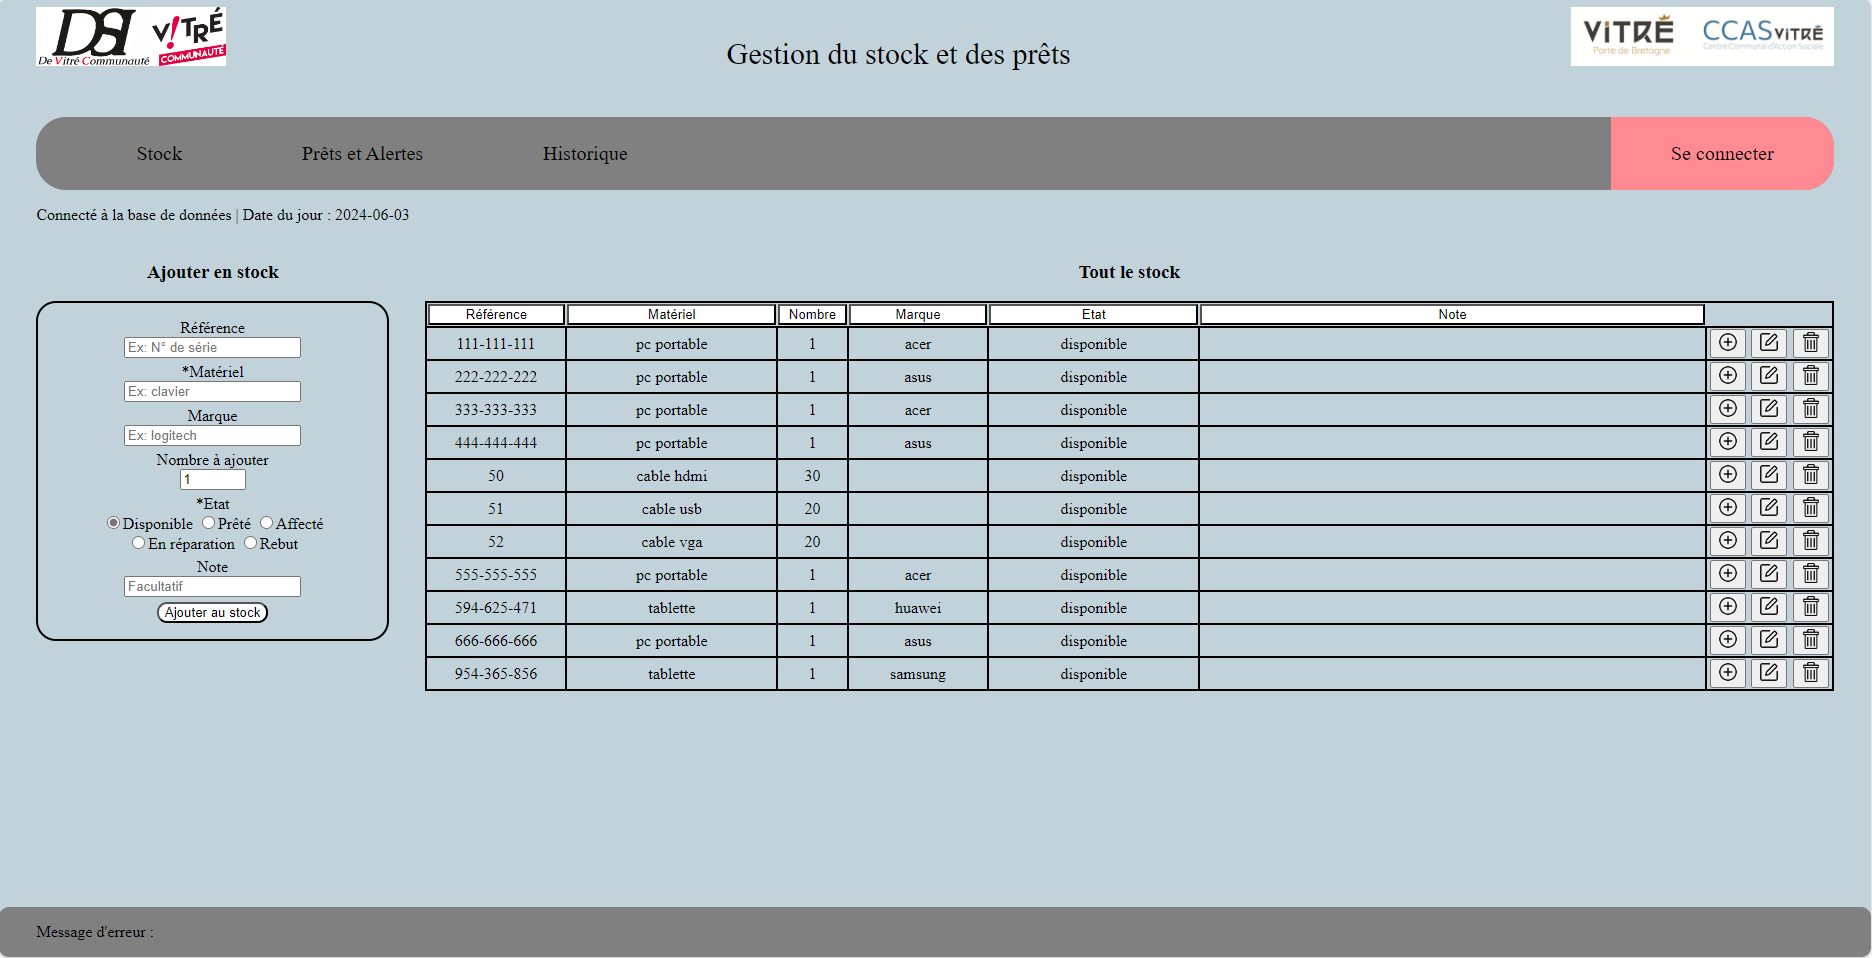 DSI
De Vitré Communauté
V!TRÉ
COMMUNAUTÉ
Gestion du stock et des prêts
VITRÉ
Porte de Bretagne
CCAS VITRÉ
Centre Communal d'Action Sociale
Stock
Prêts et Alertes
Historique
Se connecter
Connecté à la base de données | Date du jour : 2024-06-03
Ajouter en stock
Référence
Ex: N° de série
*Matériel
Ex: clavier
Marque
Ex: logitech
Nombre à ajouter
1
*Etat
Disponible Prêté Affecté
En réparation Rebut
Note
Facultatif
Ajouter au stock
Tout le stock
Référence Matériel Nombre Marque Etat Note
111-111-111 pc portable 1 acer disponible
222-222-222 pc portable 1 asus disponible
333-333-333 pc portable 1 acer disponible
444-444-444 pc portable 1 asus disponible
50 cable hdmi 30 disponible
51 cable usb 20 disponible
52 cable vga 20 disponible
555-555-555 pc portable 1 acer disponible
594-625-471 tablette 1 huawei disponible
666-666-666 pc portable 1 asus disponible
954-365-856 tablette 1 samsung disponible
Message d'erreur :